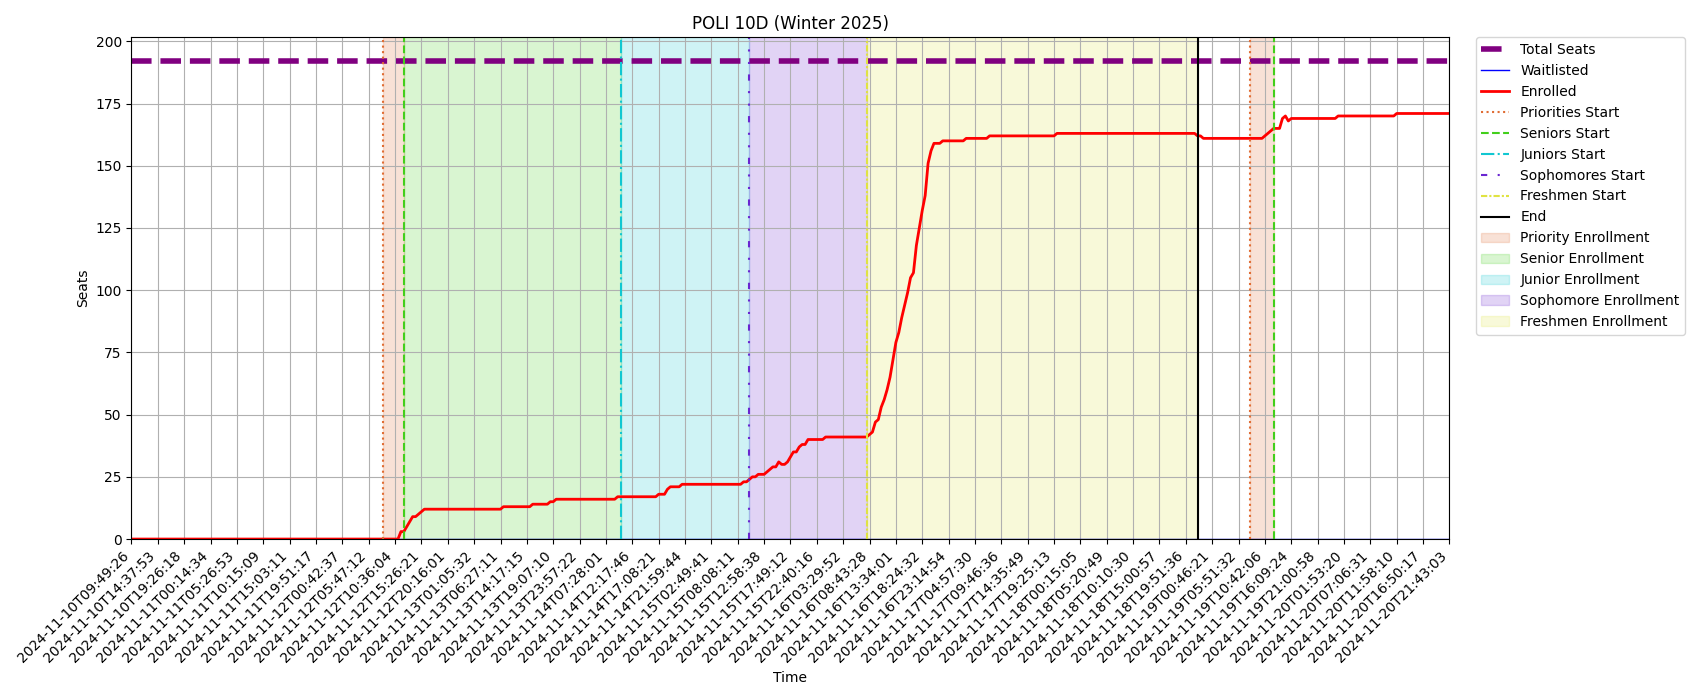 POLI 10D (Winter 2025)
Seats
200
175
150
125
100
75
50
25
0
2024-11-10T09:49:26
2024-11-10T14:37:53
2024-11-10T19:26:18
2024-11-11T00:14:34
2024-11-11T05:26:53
2024-11-11T10:15:09
2024-11-11T15:03:11
2024-11-11T19:51:17
2024-11-12T00:42:37
2024-11-12T05:47:12
2024-11-12T10:36:04
2024-11-12T15:26:21
2024-11-12T20:16:01
2024-11-13T01:05:32
2024-11-13T06:27:11
2024-11-13T14:17:15
2024-11-13T19:07:10
2024-11-13T23:57:22
2024-11-14T07:28:01
2024-11-14T12:17:46
2024-11-14T17:08:21
2024-11-14T21:59:44
2024-11-15T02:49:41
2024-11-15T08:08:11
2024-11-15T12:58:38
2024-11-15T17:49:12
2024-11-15T22:40:16
2024-11-16T03:29:52
2024-11-16T08:43:28
2024-11-16T13:34:01
2024-11-16T18:24:32
2024-11-16T23:14:54
2024-11-17T04:57:30
2024-11-17T09:46:36
2024-11-17T14:35:49
2024-11-17T19:25:13
2024-11-18T00:15:05
2024-11-18T05:20:49
2024-11-18T10:10:30
2024-11-18T15:00:57
2024-11-18T19:51:36
2024-11-19T00:46:21
2024-11-19T05:51:32
2024-11-19T10:42:06
2024-11-19T16:09:24
2024-11-19T21:00:58
2024-11-20T01:53:20
2024-11-20T07:06:31
2024-11-20T11:58:10
2024-11-20T16:50:17
2024-11-20T21:43:03
Time
Total Seats
Waitlisted
Enrolled
Priorities Start
Seniors Start
Juniors Start
Sophomores Start
Freshmen Start
End
Priority Enrollment
Senior Enrollment
Junior Enrollment
Sophomore Enrollment
Freshmen Enrollment